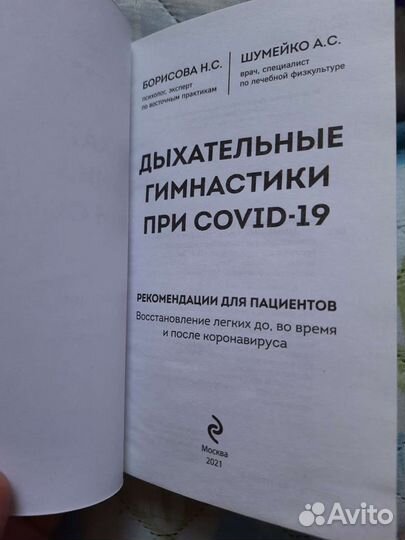 БОРИСОВА Н.С.
психолог, эксперт
по восточным практикам
ШУМЕЙКО А.С.
врач, специалист
по лечебной физкультуре
ДЫХАТЕЛЬНЫЕ
ГИМНАСТИКИ
ПРИ COVID-19
РЕКОМЕНДАЦИИ ДЛЯ ПАЦИЕНТОВ
Восстановление легких до, во время
и после коронавируса
Москва
2021
Avito